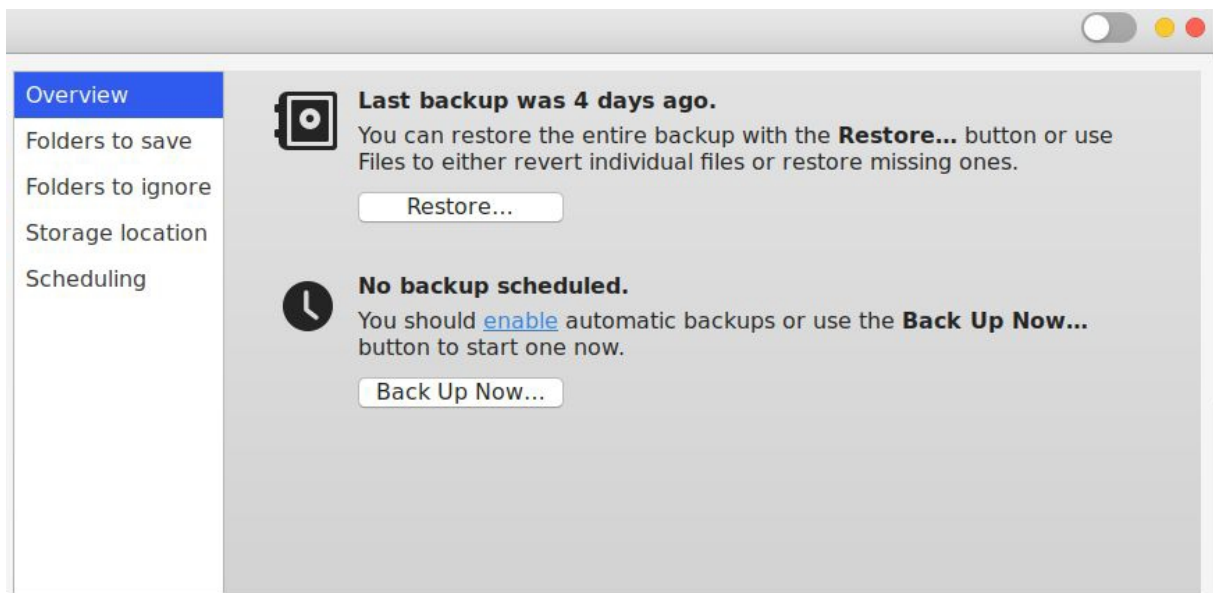 Overview
Folders to save
Folders to ignore
Storage location
Scheduling
Last backup was 4 days ago.
You can restore the entire backup with the Restore... button or use
Files to either revert individual files or restore missing ones.
Restore...
No backup scheduled.
You should enable automatic backups or use the Back Up Now...
button to start one now.
Back Up Now...